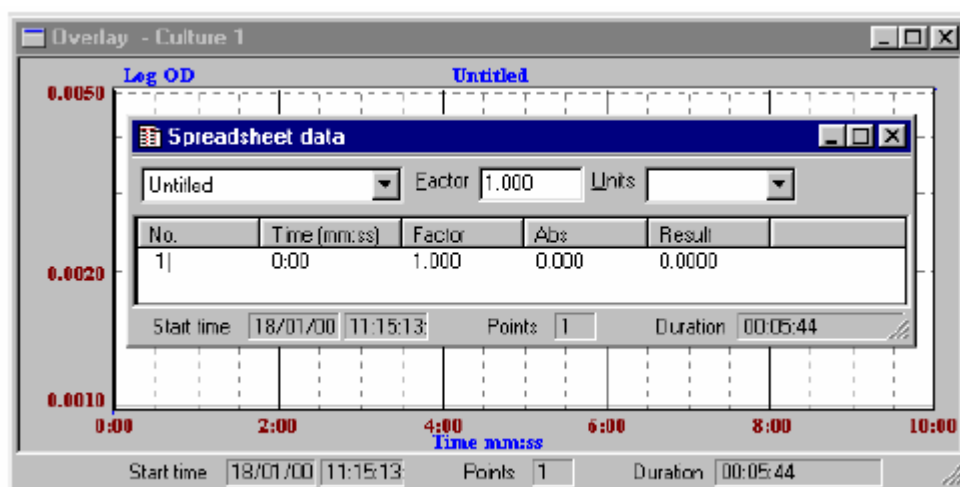 Overlay - Culture 1
Log OD Untitled
0.0050
Spreadsheet data
Untitled Factor 1.000 Units
No. Time (mm:ss) Factor Abs Result
1 0:00 1.000 0.000 0.0000
0.0020
Start time 18/01/00 11:15:13: Points 1 Duration 00:05:44
0.0010
0:00 2:00 4:00 6:00 8:00 10:00
Time mm:ss
Start time 18/01/00 11:15:13 Points 1 Duration 00:05:44